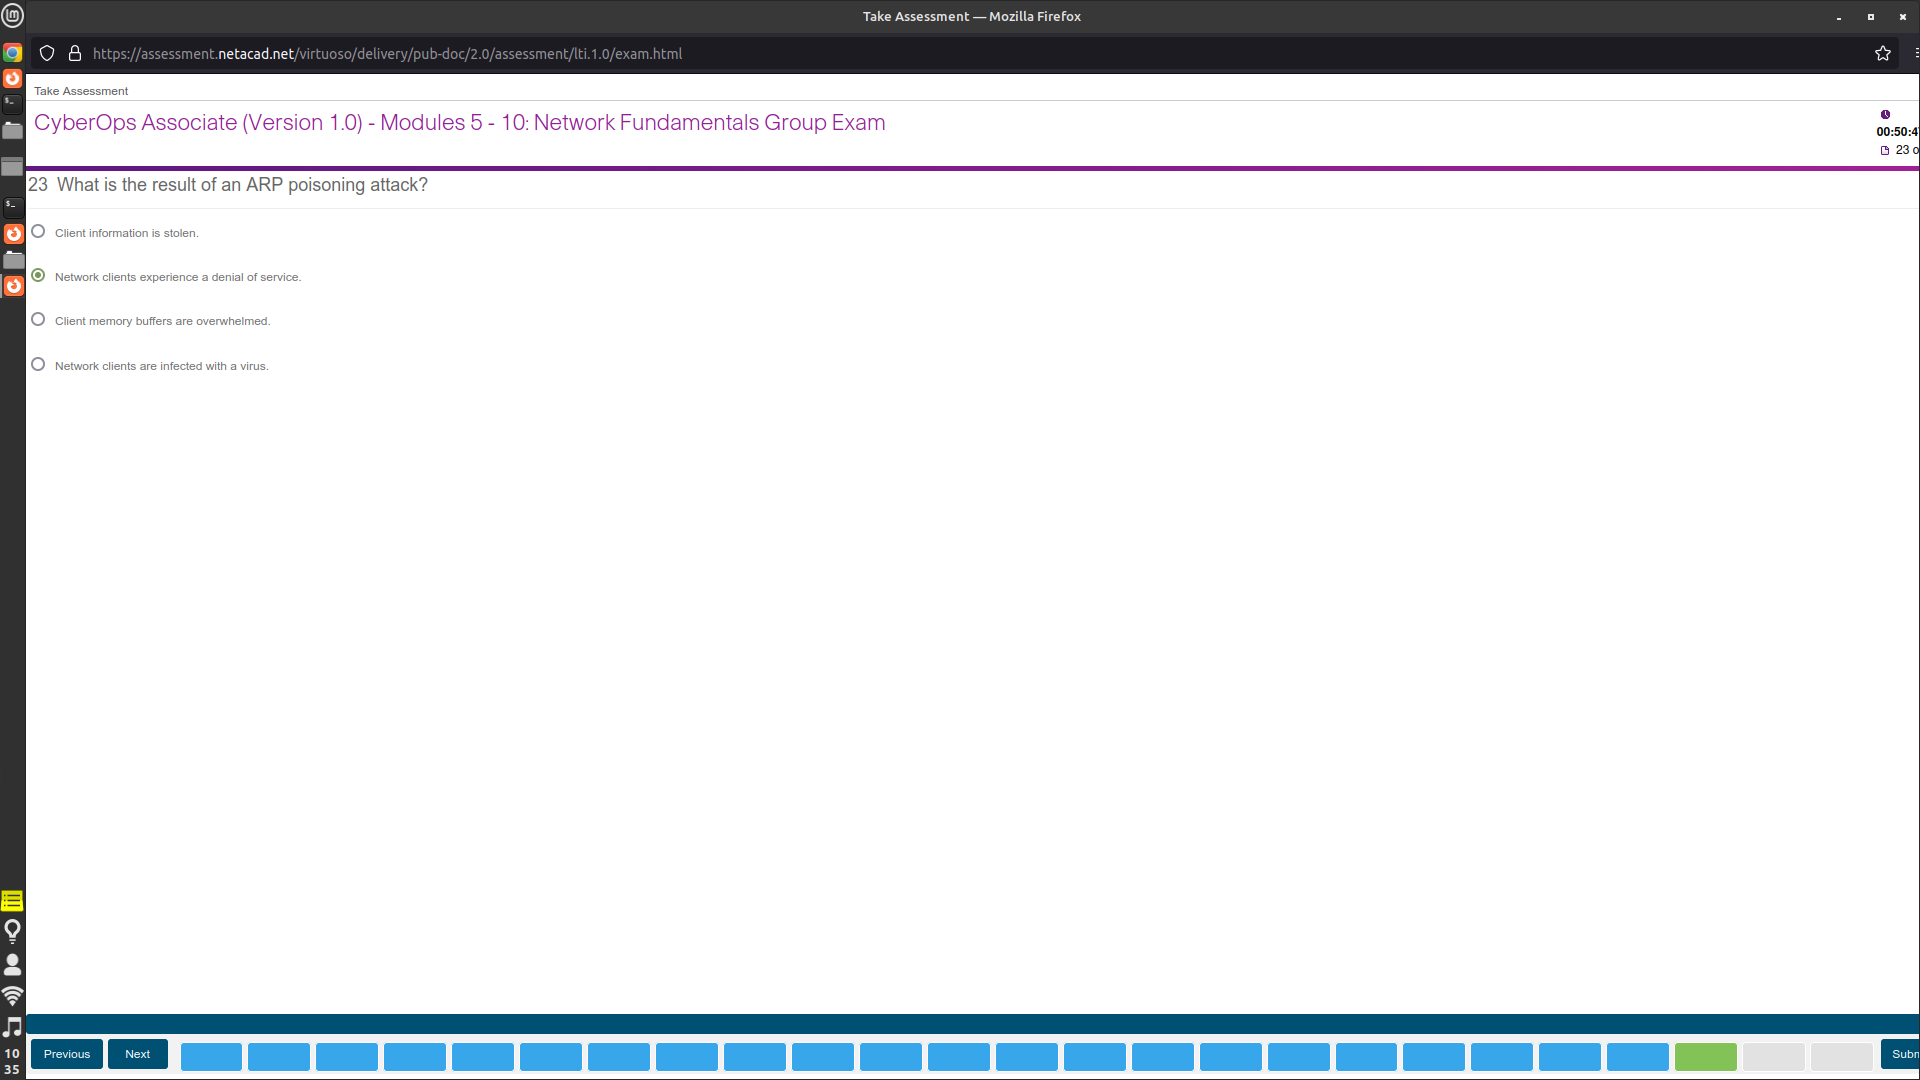 Take Assessment — Mozilla Firefox
https://assessment.netacad.net/virtuoso/delivery/pub-doc/2.0/assessment/lti.1.0/exam.html
Take Assessment
CyberOps Associate (Version 1.0) - Modules 5 - 10: Network Fundamentals Group Exam
00:50:4
23 o
23 What is the result of an ARP poisoning attack?
Client information is stolen.
Network clients experience a denial of service.
Client memory buffers are overwhelmed.
Network clients are infected with a virus.
Previous
Next
Subm
10
35